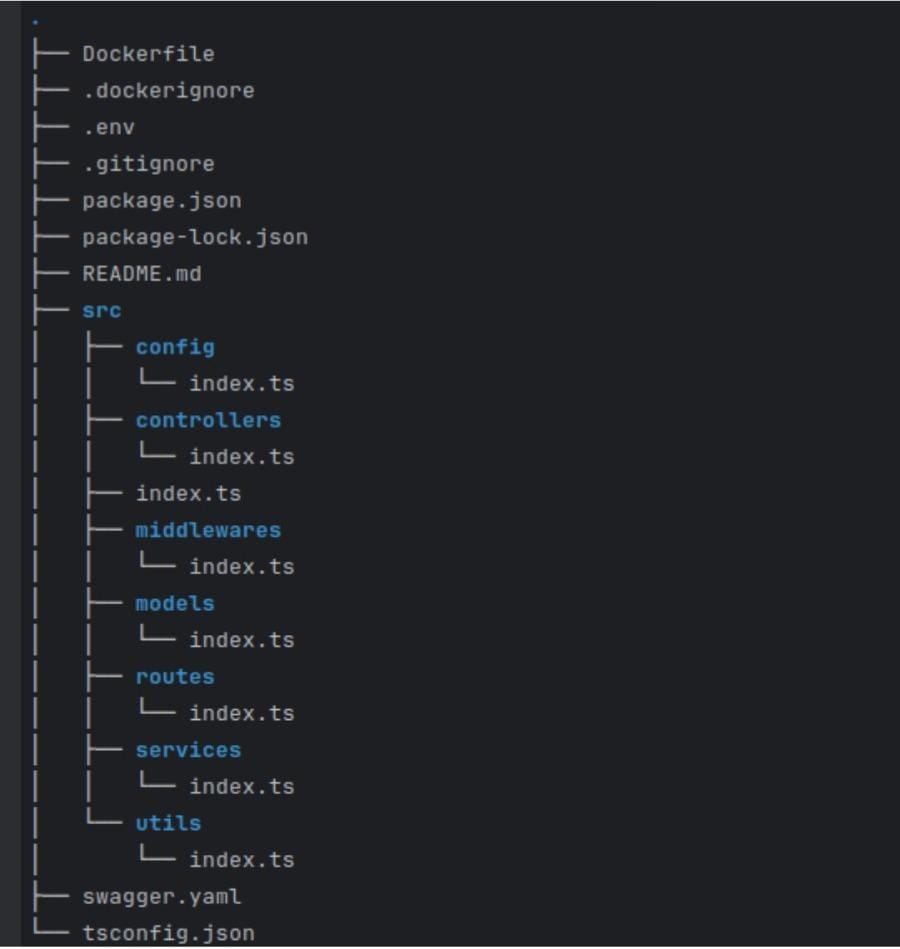 .
├── Dockerfile
├── .dockerignore
├── .env
├── .gitignore
├── package.json
├── package-lock.json
├── README.md
├── src
│   ├── config
│   │   └── index.ts
│   ├── controllers
│   │   └── index.ts
│   ├── index.ts
│   ├── middlewares
│   │   └── index.ts
│   ├── models
│   │   └── index.ts
│   ├── routes
│   │   └── index.ts
│   ├── services
│   │   └── index.ts
│   └── utils
│       └── index.ts
├── swagger.yaml
└── tsconfig.json